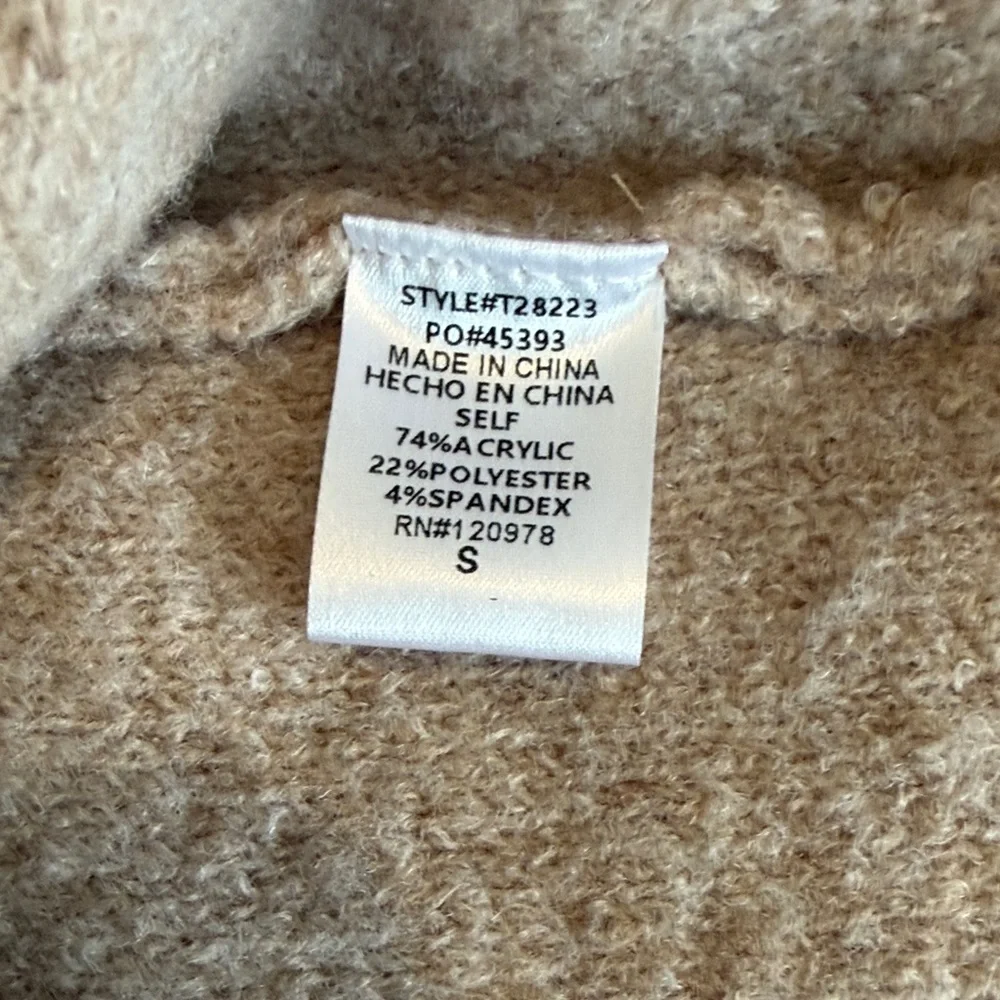 STYLE#T28223
PO#45393
MADE IN CHINA
HECHO EN CHINA
SELF
74%ACRYLIC
22%POLYESTER
4%SPANDEX
RN#120978
S